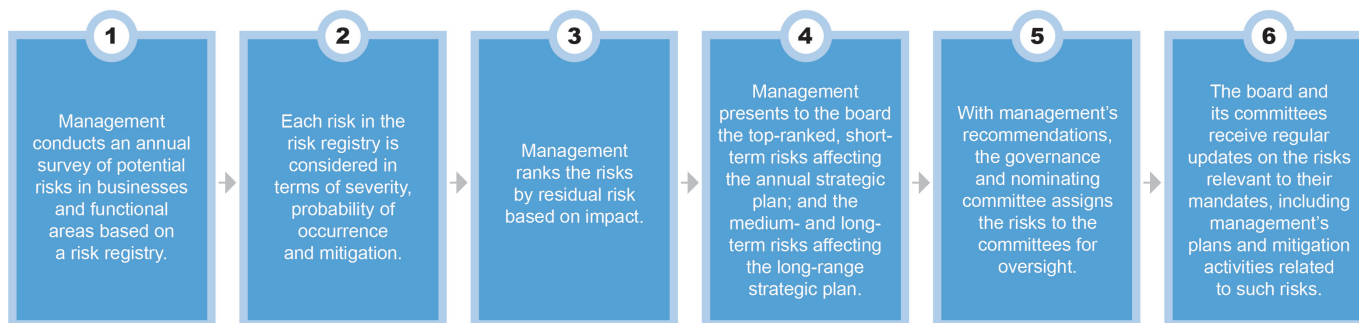 1
Management
conducts an annual
survey of potential
risks in businesses
and functional
areas based on
a risk registry.
2
Each risk in the
risk registry is
considered in
terms of severity,
probability of
occurrence
and mitigation.
3
Management
ranks the risks
by residual risk
based on impact.
4
Management
presents to the board
the top-ranked, short-
term risks affecting
the annual strategic
plan; and the
medium- and long-
term risks affecting
the long-range
strategic plan.
5
With management’s
recommendations,
the governance
and nominating
committee assigns
the risks to the
committees for
oversight.
6
The board and
its committees
receive regular
updates on the risks
relevant to their
mandates, including
management’s
plans and mitigation
activities related
to such risks.